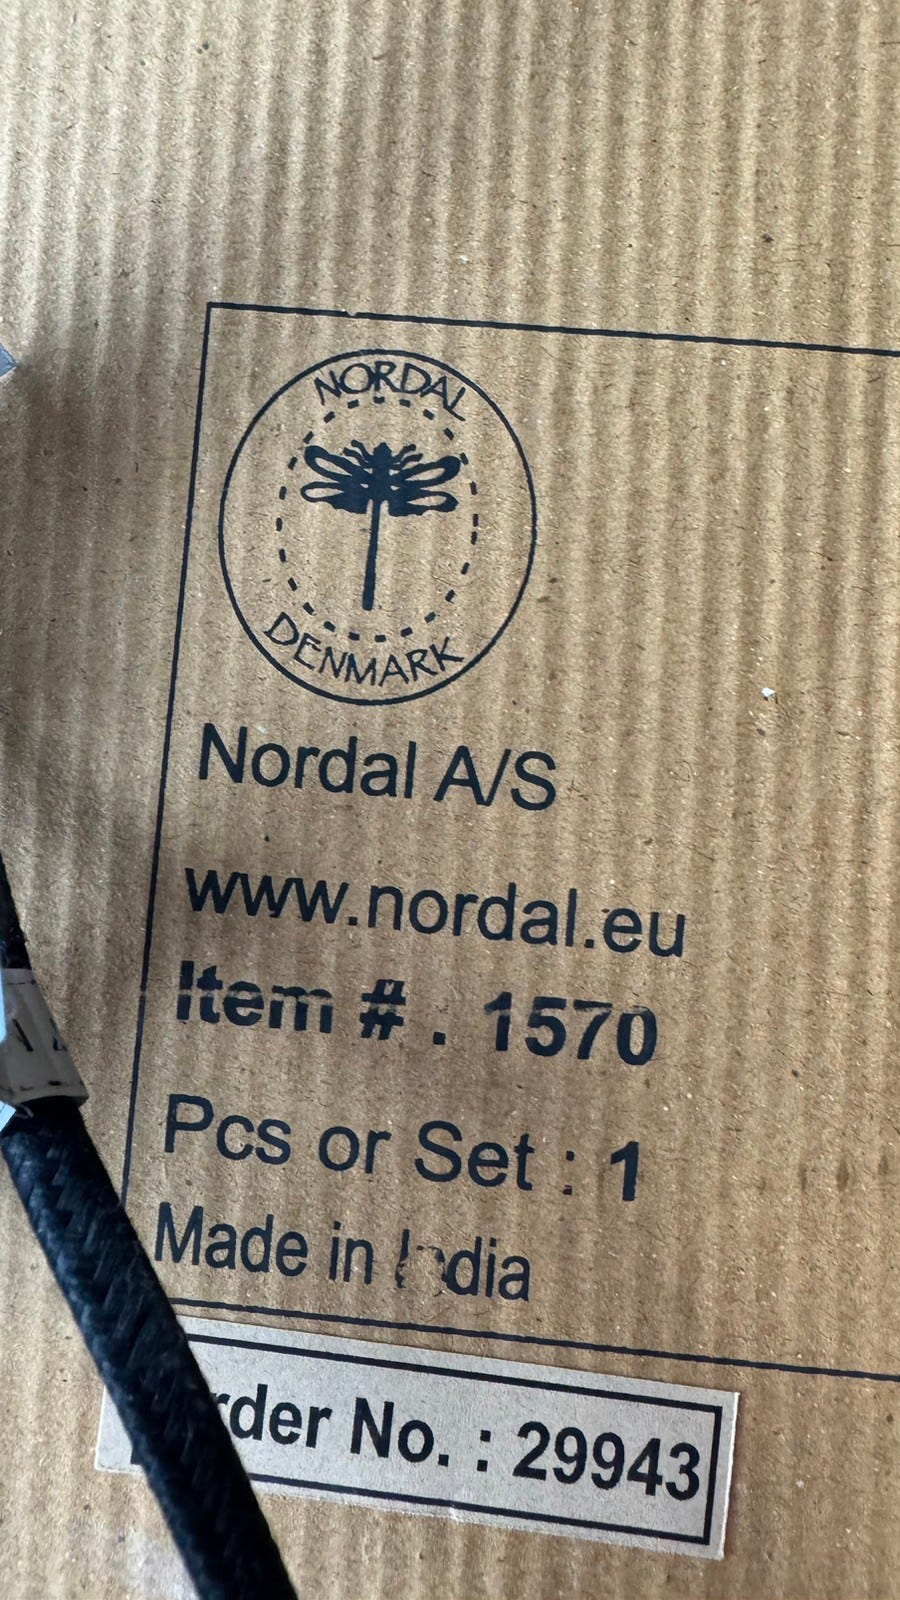 NORDAL
DENMARK
Nordal A/S
www.nordal.eu
Item # . 1570
Pcs or Set : 1
Made in India
rder No. : 29943